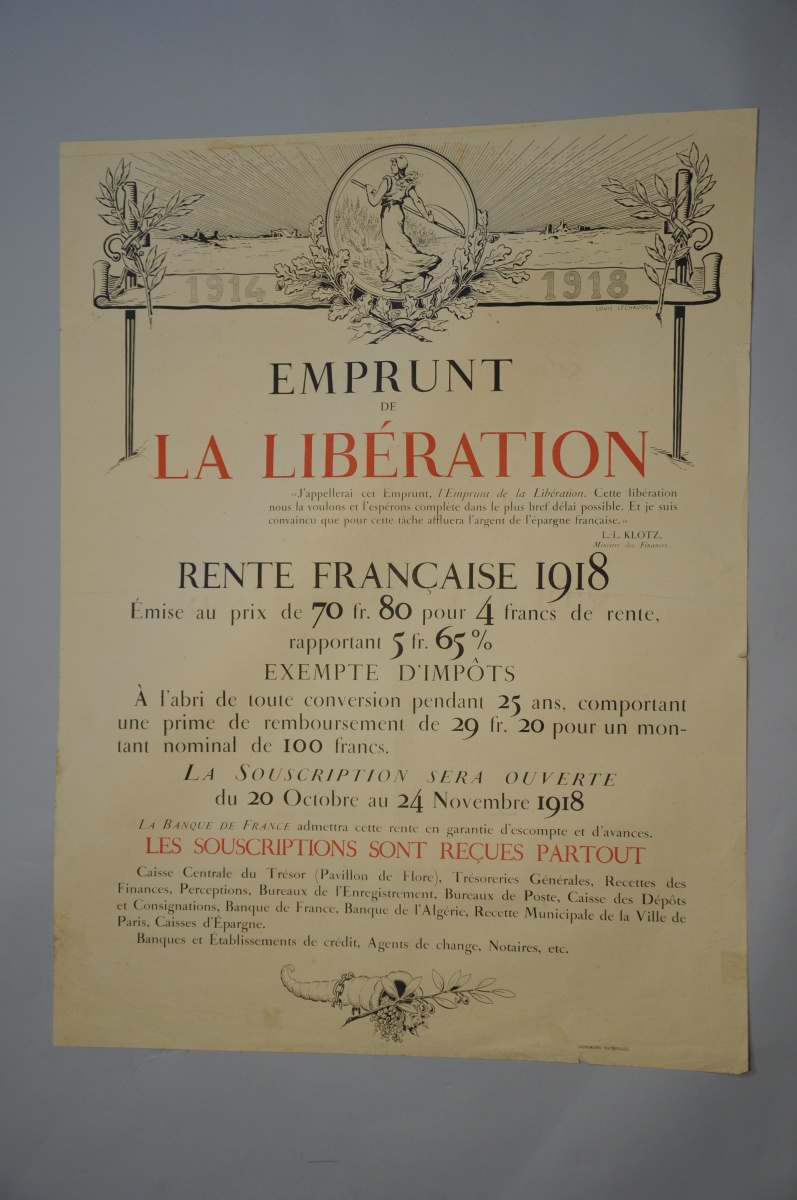 1914 1918
LOUIS LÉCHAUDEL
EMPRUNT
DE
LA LIBÉRATION
«J'appellerai cet Emprunt, l'Emprunt de la Libération. Cette libération
nous la voulons et l'espérons complète dans le plus bref délai possible. Et je suis
convaincu que pour cette tâche affluera l'argent de l'épargne française.»
L.-L. KLOTZ,
Ministre des Finances
RENTE FRANÇAISE 1918
Émise au prix de 70 fr. 80 pour 4 francs de rente,
rapportant 5 fr. 65 %
EXEMPTE D'IMPÔTS
À l'abri de toute conversion pendant 25 ans, comportant
une prime de remboursement de 29 fr. 20 pour un mon-
tant nominal de 100 francs.
LA SOUSCRIPTION SERA OUVERTE
du 20 Octobre au 24 Novembre 1918
LA BANQUE DE FRANCE admettra cette rente en garantie d'escompte et d'avances.
LES SOUSCRIPTIONS SONT REÇUES PARTOUT
Caisse Centrale du Trésor (Pavillon de Flore), Trésoreries Générales, Recettes des
Finances, Perceptions, Bureaux de l'Enregistrement, Bureaux de Poste, Caisse des Dépôts
et Consignations, Banque de France, Banque de l'Algérie, Recette Municipale de la Ville de
Paris, Caisses d'Épargne.
Banques et Établissements de crédit, Agents de change, Notaires, etc.
IMPRIMERIE NATIONALE